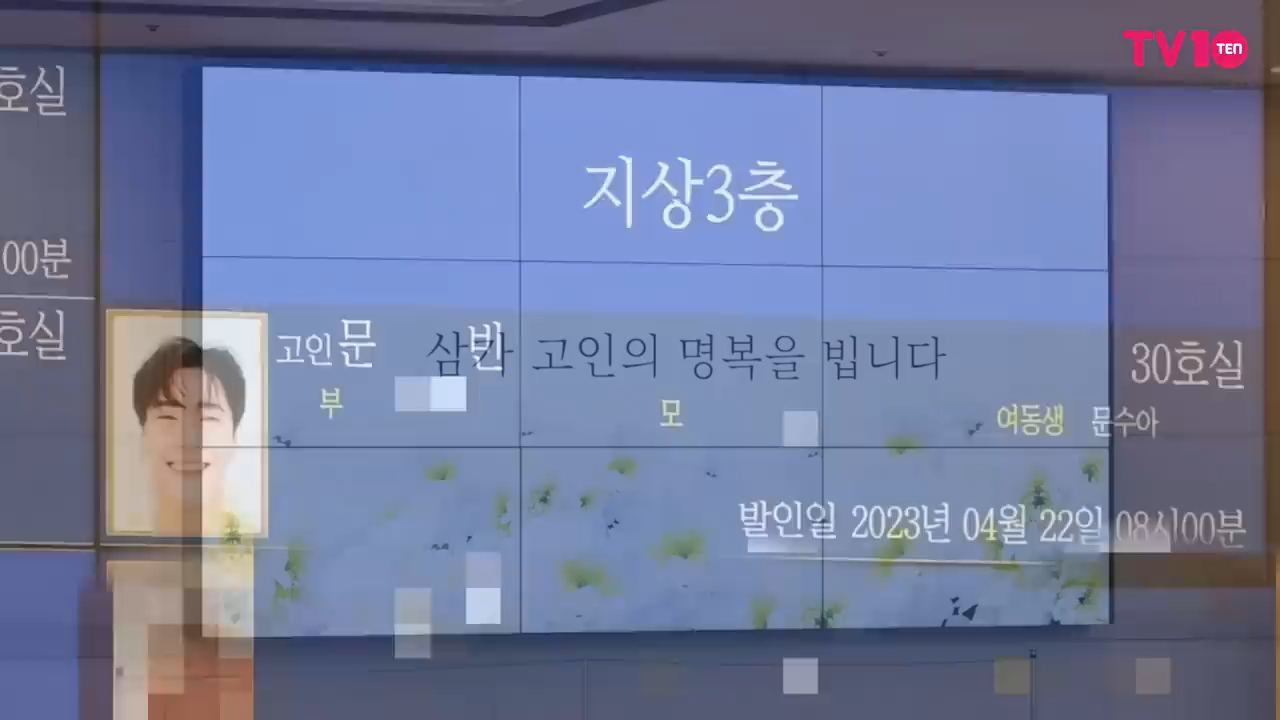 TV10 TEN
호실
지상3층
00분
호실
고인 문 빈
삼가 고인의 명복을 빕니다
30호실
부
모
여동생 문수아
발인일 2023년 04월 22일 08시00분